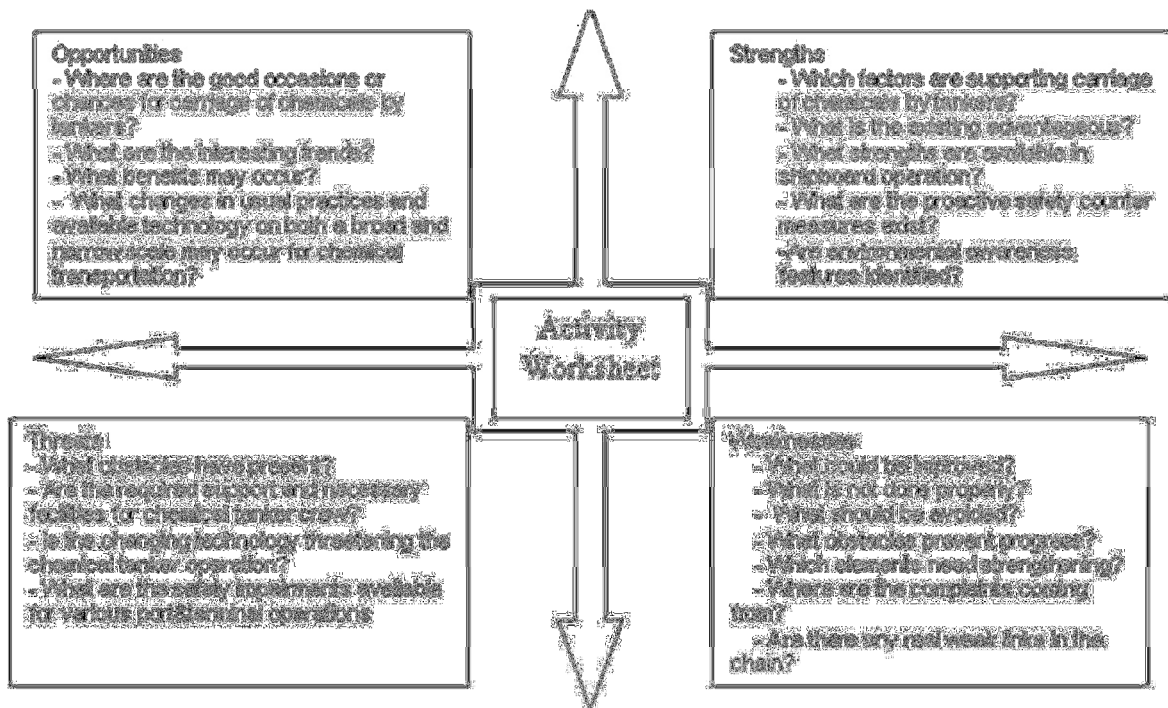 Opportunities
- Where are the good occasions or
chances for carriage of chemicals by
tankers?
- What are the interesting trends?
- What benefits may occur?
- What changes in usual practices and
available technology on both a broad and
narrow scale may occur for chemical
transportation?
Strengths
- Which factors are supporting carriage
of chemicals by tankers?
- What is the existing advantageous?
- What strengths are available in
shipboard operation?
- What are the proactive safety counter
measures exist?
- Are environmental awareness
features identified?
Activity
Worksheet
Threats
- What obstacles have present?
- Are the required support and necessary
facilities for chemical tanker crew?
- Is the changing technology threatening the
chemical tanker operation?
- What are the safety available
for various operations
Weaknesses
- What could be improved?
- What is not done properly?
- What should be avoided?
- What obstacles prevent progress?
- Which elements need strengthening?
- Where are the complaints coming
from?
- Are there any real weak links in the
chain?